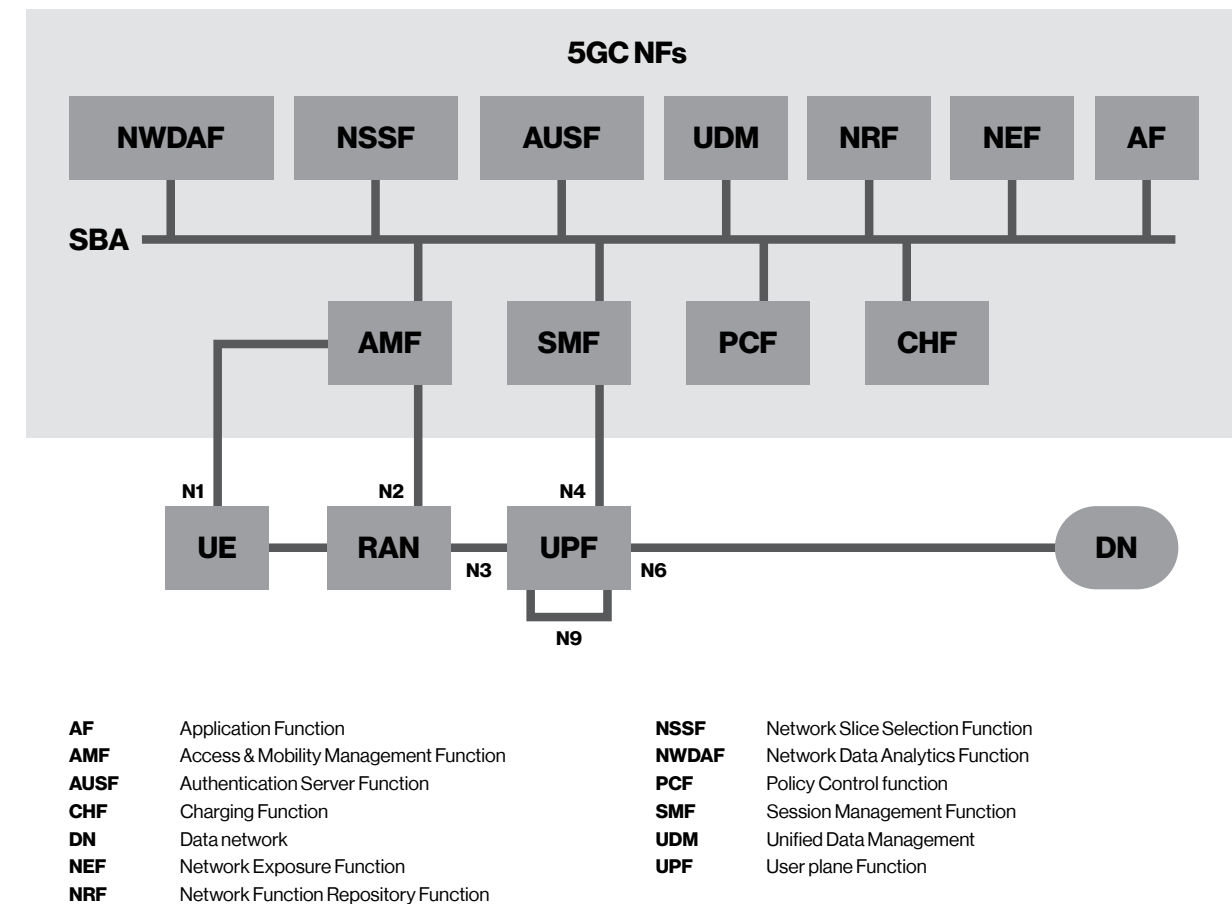 5GC NFs
NWDAF NSSF AUSF UDM NRF NEF AF
SBA
AMF SMF PCF CHF
N1 N2 N4
UE RAN UPF DN
N3 N6
N9
AF Application Function
AMF Access & Mobility Management Function
AUSF Authentication Server Function
CHF Charging Function
DN Data network
NEF Network Exposure Function
NRF Network Function Repository Function
NSSF Network Slice Selection Function
NWDAF Network Data Analytics Function
PCF Policy Control function
SMF Session Management Function
UDM Unified Data Management
UPF User plane Function